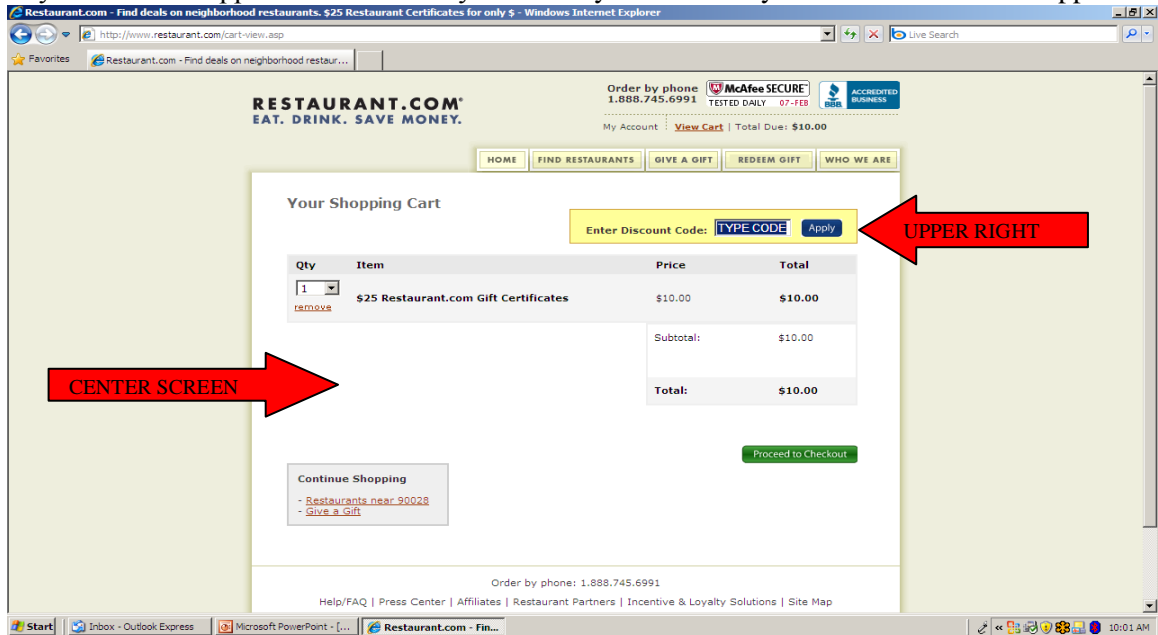 Restaurant.com - Find deals on neighborhood restaurants. $25 Restaurant Certificates for only $ - Windows Internet Explorer
http://www.restaurant.com/cart-view.asp
Live Search
Favorites
Restaurant.com - Find deals on neighborhood restaur...
RESTAURANT.COM®
EAT. DRINK. SAVE MONEY.
Order by phone
1.888.745.6991
McAfee SECURE™
TESTED DAILY 07-FEB
BBB.
ACCREDITED
BUSINESS
My Account View Cart | Total Due: $10.00
HOME FIND RESTAURANTS GIVE A GIFT REDEEM GIFT WHO WE ARE
Your Shopping Cart
Enter Discount Code: TYPE CODE Apply
UPPER RIGHT
Qty Item Price Total
1 $25 Restaurant.com Gift Certificates $10.00 $10.00
remove
Subtotal: $10.00
CENTER SCREEN
Total: $10.00
Proceed to Checkout
Continue Shopping
- Restaurants near 90028
- Give a Gift
Order by phone: 1.888.745.6991
Help/FAQ | Press Center | Affiliates | Restaurant Partners | Incentive & Loyalty Solutions | Site Map
Start Inbox - Outlook Express Microsoft PowerPoint - [... Restaurant.com - Fin... 10:01 AM